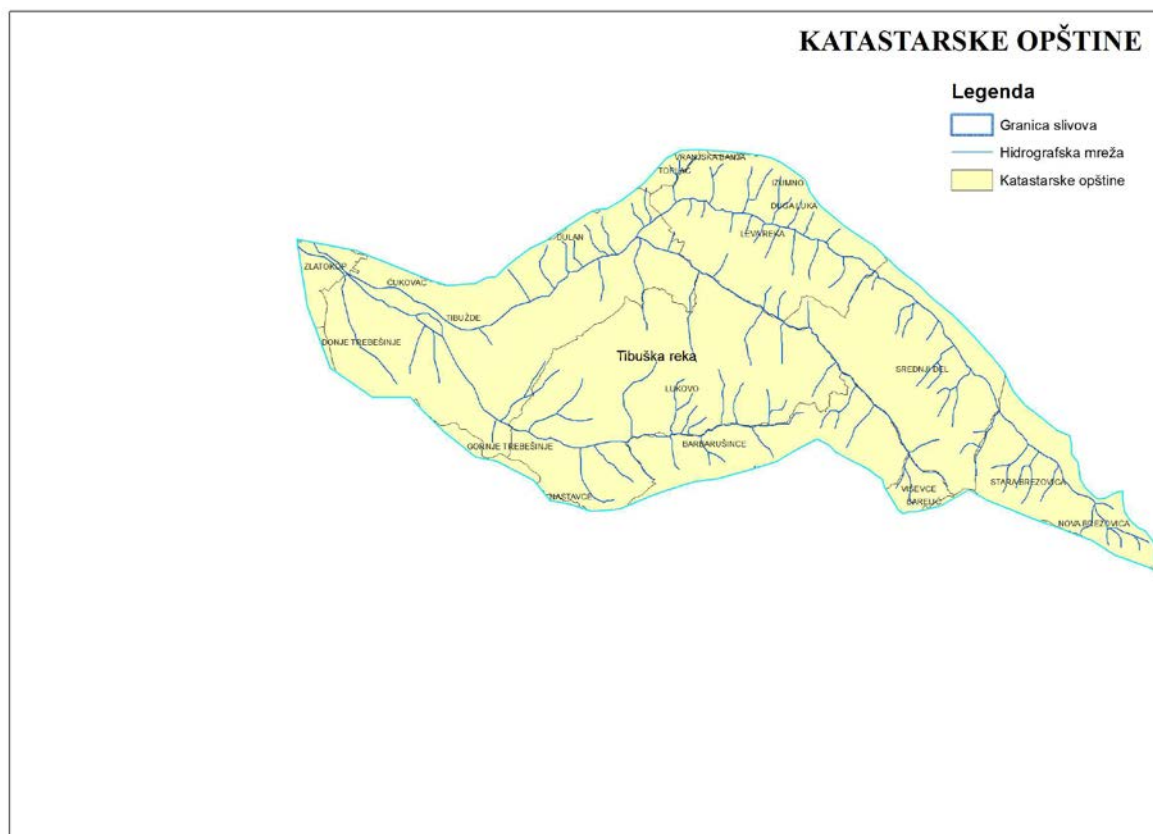 KATASTARSKE OPŠTINE
Legenda
Granica slivova
Hidrografska mreža
Katastarske opštine
VRANJSKA BANJA
TOPLAC
IZUMNO
DUGA LUKA
LEVA REKA
DULAN
ZLATOKOP
ĆUKOVAC
TIBUŽDE
DONJE TREBEŠINJE
Tibuška reka
SREDNJI DEL
LUKOVO
GORNJE TREBEŠINJE
BARBARUŠINCE
STARA BREZOVICA
VIŠEVCE
NASTAVCE
BARELIĆ
NOVA BREZOVICA